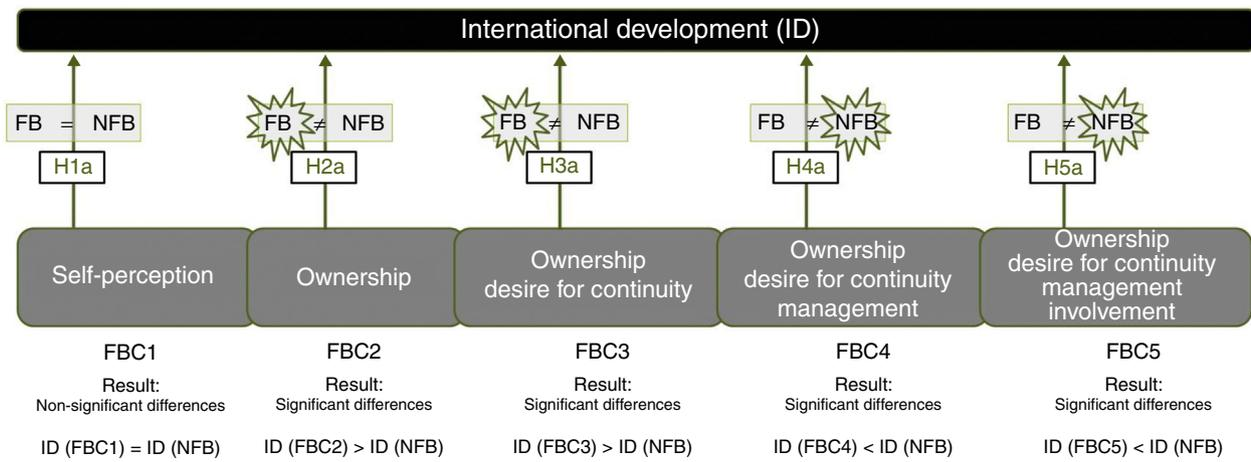 International development (ID)
FB = NFB
FB ≠ NFB
FB ≠ NFB
FB ≠ NFB
FB ≠ NFB
H1a
H2a
H3a
H4a
H5a
Self-perception
Ownership
Ownership
desire for continuity
Ownership
desire for continuity
management
Ownership
desire for continuity
management
involvement
FBC1
Result:
Non-significant differences
ID (FBC1) = ID (NFB)
FBC2
Result:
Significant differences
ID (FBC2) > ID (NFB)
FBC3
Result:
Significant differences
ID (FBC3) > ID (NFB)
FBC4
Result:
Significant differences
ID (FBC4) < ID (NFB)
FBC5
Result:
Significant differences
ID (FBC5) < ID (NFB)